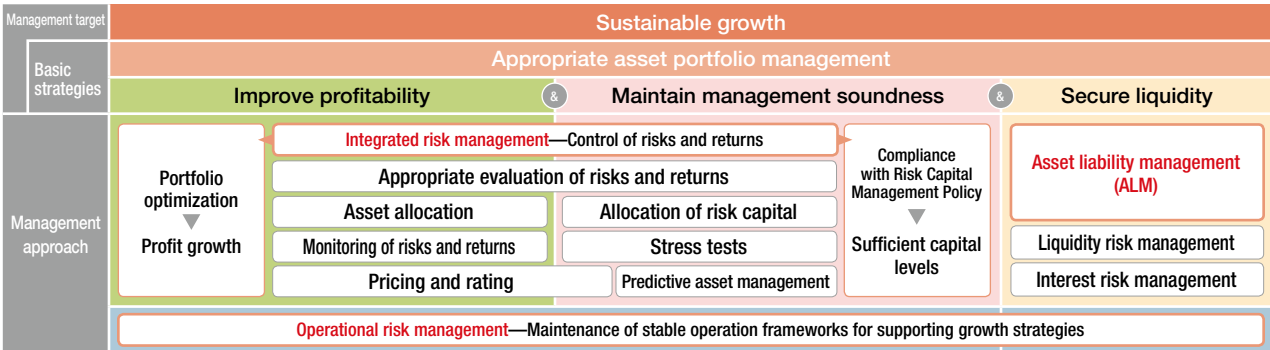 Management target
Sustainable growth
Basic
strategies
Appropriate asset portfolio management
Improve profitability
&
Maintain management soundness
&
Secure liquidity
Management
approach
Portfolio
optimization
Profit growth
Integrated risk management—Control of risks and returns
Appropriate evaluation of risks and returns
Asset allocation
Allocation of risk capital
Monitoring of risks and returns
Stress tests
Pricing and rating
Predictive asset management
Compliance
with Risk Capital
Management Policy
Sufficient capital
levels
Asset liability management
(ALM)
Liquidity risk management
Interest risk management
Operational risk management—Maintenance of stable operation frameworks for supporting growth strategies